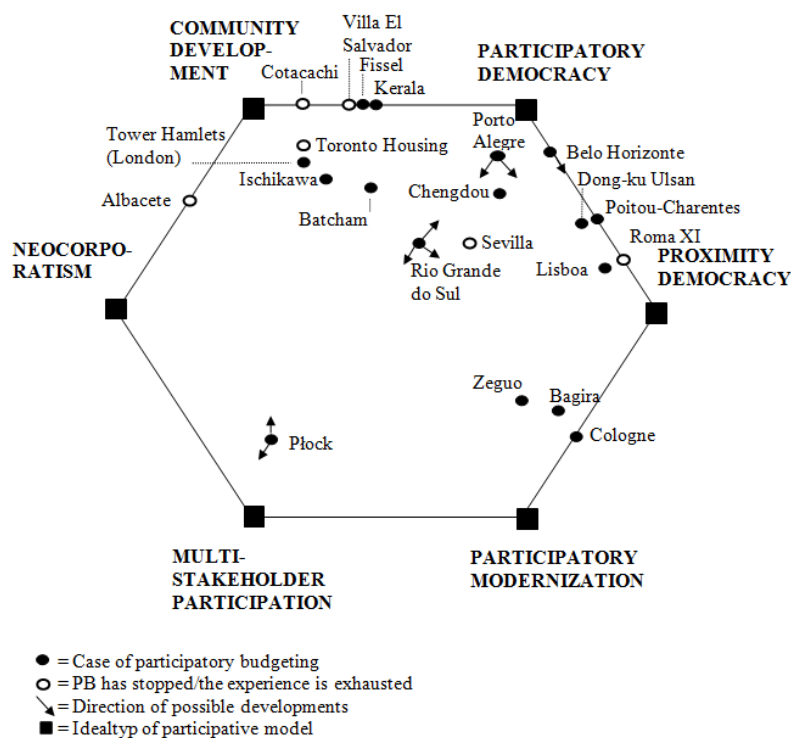 COMMUNITY
DEVELOP-
MENT
Villa El
Salvador
Fissel
Kerala
Cotacachi
PARTICIPATORY
DEMOCRACY
Tower Hamlets
(London)
Toronto Housing
Porto
Alegre
Belo Horizonte
Dong-ku Ulsan
Ischikawa
Chengdou
Albacete
Batcham
Poitou-Charentes
NEOCORPO-
RATISM
Sevilla
Roma XI
Rio Grande
do Sul
Lisboa
PROXIMITY
DEMOCRACY
Zeguo
Bagira
Cologne
Płock
MULTI-
STAKEHOLDER
PARTICIPATION
PARTICIPATORY
MODERNIZATION
= Case of participatory budgeting
= PB has stopped/the experience is exhausted
= Direction of possible developments
= Idealtyp of participative model